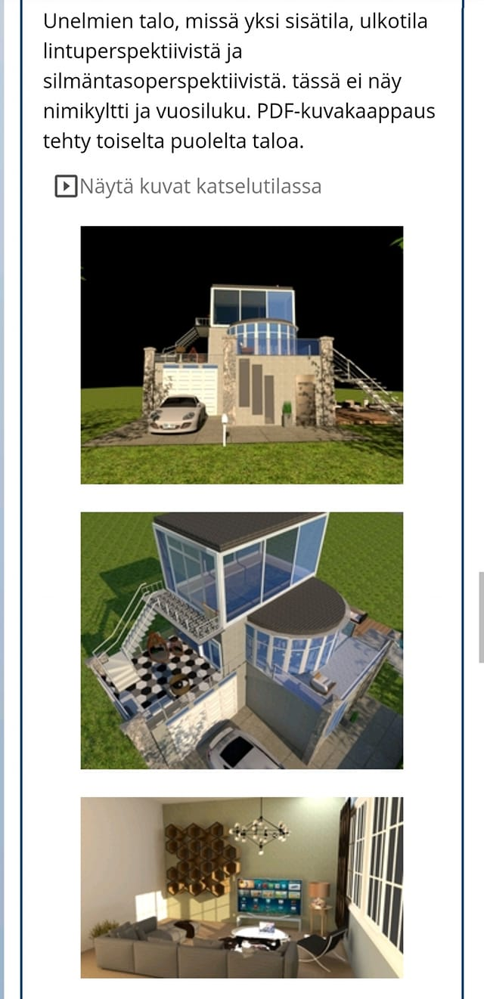 Unelmien talo, missä yksi sisätila, ulkotila
lintuperspektiivistä ja
silmäntasoperspektiivistä. tässä ei näy
nimikyltti ja vuosiluku. PDF-kuvakaappaus
tehty toiselta puolelta taloa.
Näytä kuvat katselutilassa